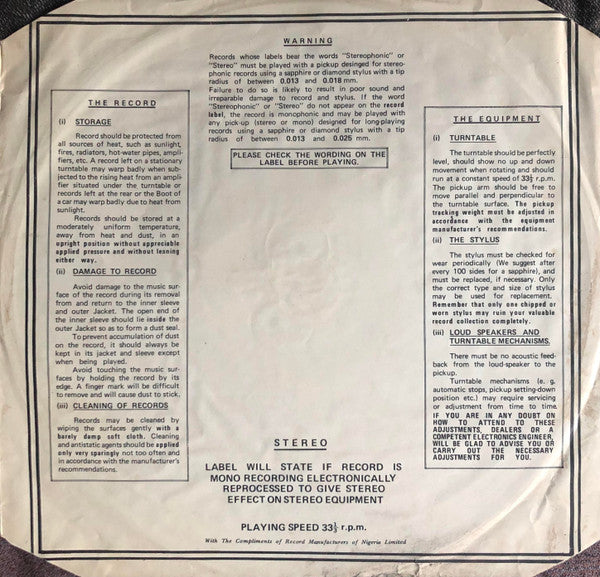 WARNING
Records whose labels bear the words "Stereophonic" or
"Stereo" must be played with a pickup desinged for stereo-
phonic records using a sapphire or diamond stylus with a tip
radius of between 0.013 and 0.018 mm.
Failure to do so is likely to result in poor sound and
irreparable damage to record and stylus. If the word
"Stereophonic" or "Stereo" do not appear on the record
label, the record is monophonic and may be played with
any pick-up (stereo or mono) designed for long-playing
records using a sapphire or diamond stylus with a tip
radius of between 0.013 and 0.025 mm.
PLEASE CHECK THE WORDING ON THE
LABEL BEFORE PLAYING.
THE RECORD
(i) STORAGE
Record should be protected from
all sources of heat, such as sunlight,
fires, radiators, hot-water pipes, ampli-
fiers, etc. A record left on a stationary
turntable may warp badly when sub-
jected to the rising heat from an ampli-
fier situated under the turntable or
records left at the rear or the Boot of
a car may warp badly due to heat from
sunlight.
Records should be stored at a
moderately uniform temperature,
away from heat and dust, in an
upright position without appreciable
applied pressure and without leaning
either way.
(ii) DAMAGE TO RECORD
Avoid damage to the music sur-
face of the record during its removal
from and return to the inner sleeve
and outer Jacket. The open end of
the inner sleeve should lie inside the
outer Jacket so as to form a dust seal.
To prevent accumulation of dust
on the record, it should always be
kept in its jacket and sleeve except
when being played.
Avoid touching the music sur-
faces by holding the record by its
edge. A finger mark will be difficult
to remove and will cause dust to stick.
(iii) CLEANING OF RECORDS
Records may be cleaned by
wiping the surfaces gently with a
barely damp soft cloth. Cleaning
and antistatic agents should be applied
only very sparingly not too often and
in accordance with the manufacturer's
recommendations.
THE EQUIPMENT
(i) TURNTABLE
The turntable should be perfectly
level, should show no up and down
movement when rotating and should
run at a constant speed of 33⅓ r.p.m.
The pickup arm should be free to
move parallel and perpendicular to
the turntable surface. The pickup
tracking weight must be adjusted in
accordance with the equipment
manufacturer's recommendations.
(ii) THE STYLUS
The stylus must be checked for
wear periodically (We suggest after
every 100 sides for a sapphire), and
must be replaced, if necessary. Only
the correct type and size of stylus
may be used for replacement.
Remember that only one chipped or
worn stylus may ruin your valuable
record collection completely.
(iii) LOUD SPEAKERS AND
TURNTABLE MECHANISMS.
There must be no acoustic feed-
back from the loud-speaker to the
pickup.
Turntable mechanisms (e. g.
automatic stops, pickup setting-down
position etc.) may require servicing
or adjustment from time to time.
IF YOU ARE IN ANY DOUBT ON
HOW TO ATTEND TO THESE
ADJUSTMENTS, DEALERS OR A
COMPETENT ELECTRONICS ENGINEER,
WILL BE GLAD TO ADVISE YOU OR
CARRY OUT THE NECESSARY
ADJUSTMENTS FOR YOU.
STEREO
LABEL WILL STATE IF RECORD IS
MONO RECORDING ELECTRONICALLY
REPROCESSED TO GIVE STEREO
EFFECT ON STEREO EQUIPMENT
PLAYING SPEED 33⅓ r.p.m.
With The Compliments of Record Manufacturers of Nigeria Limited